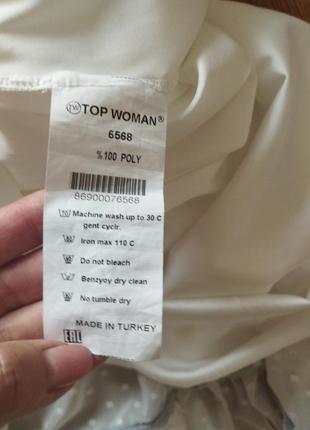 TW TOP WOMAN®
6568
%100 POLY
86900076568
Machine wash up to 30 C
gent cyclr.
Iron max 110 C
Do not bleach
Benzyoy dry clean
No tumble dry
MADE IN TURKEY
EAC